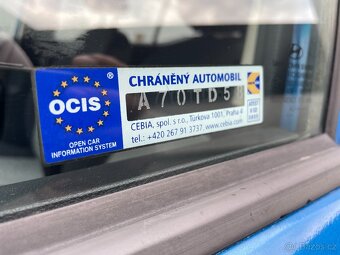 CHRÁNĚNÝ AUTOMOBIL
®
OCIS
A70TD5
OPEN CAR
INFORMATION SYSTEM
CEBIA, spol. s r.o., Türkova 1001, Praha 4
tel.: +420 267 91 3737, www.cebia.com